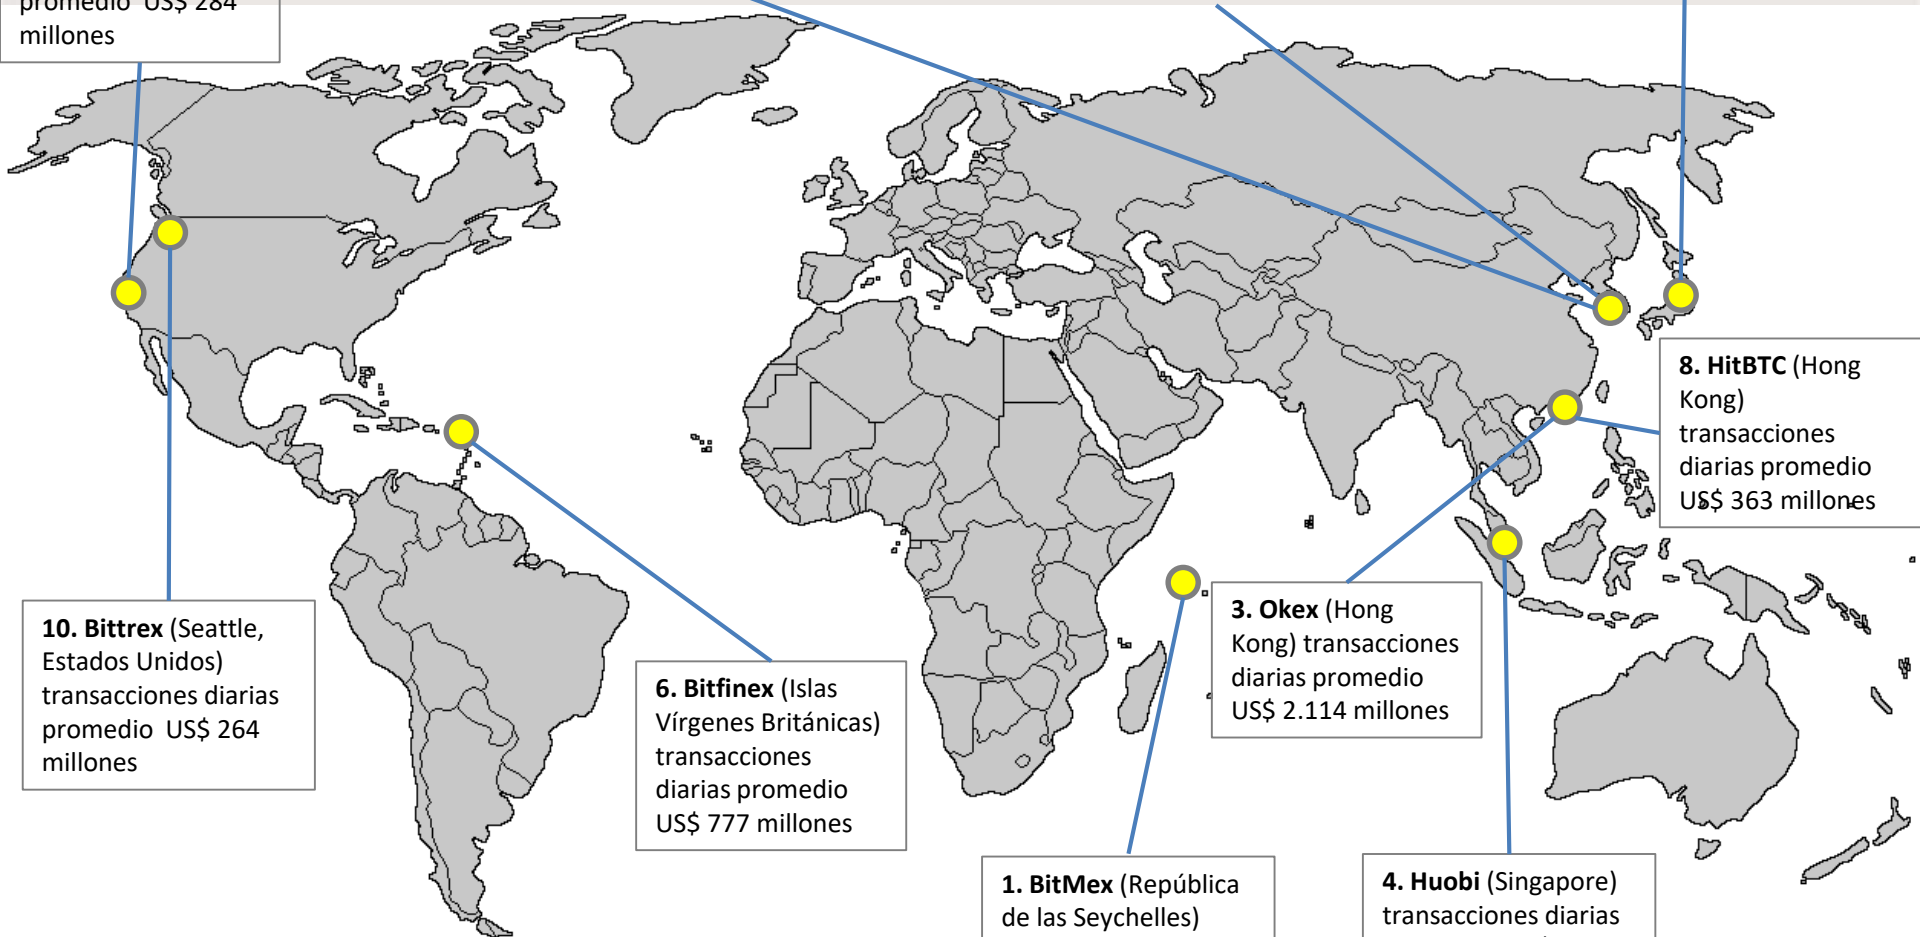 promedio US$ 284
millones
8. HitBTC (Hong
Kong)
transacciones
diarias promedio
US$ 363 millones
10. Bittrex (Seattle,
Estados Unidos)
transacciones diarias
promedio US$ 264
millones
6. Bitfinex (Islas
Vírgenes Británicas)
transacciones
diarias promedio
US$ 777 millones
3. Okex (Hong
Kong) transacciones
diarias promedio
US$ 2.114 millones
1. BitMex (República
de las Seychelles)
4. Huobi (Singapore)
transacciones diarias